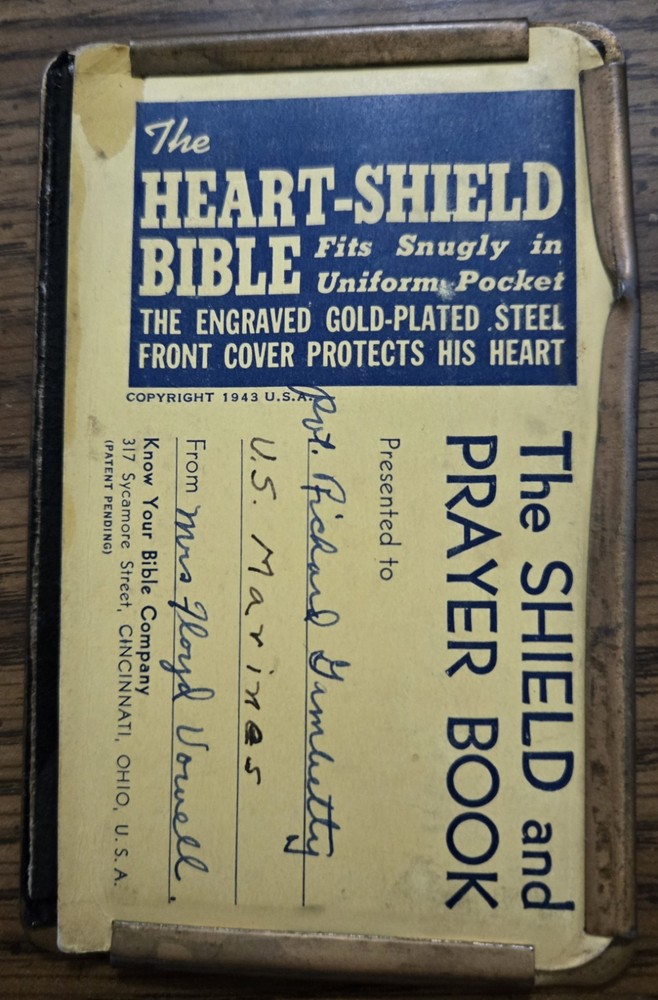 The
HEART-SHIELD
BIBLE Fits Snugly in
Uniform Pocket
THE ENGRAVED GOLD-PLATED STEEL
FRONT COVER PROTECTS HIS HEART
COPYRIGHT 1943 U.S.A.
The SHIELD and
PRAYER BOOK
Presented to
Pvt. Richard
U.S. Marines
From Mrs Floyd
Know Your Bible Company
317 Sycamore Street, CINCINNATI, OHIO, U. S. A.
(PATENT PENDING)